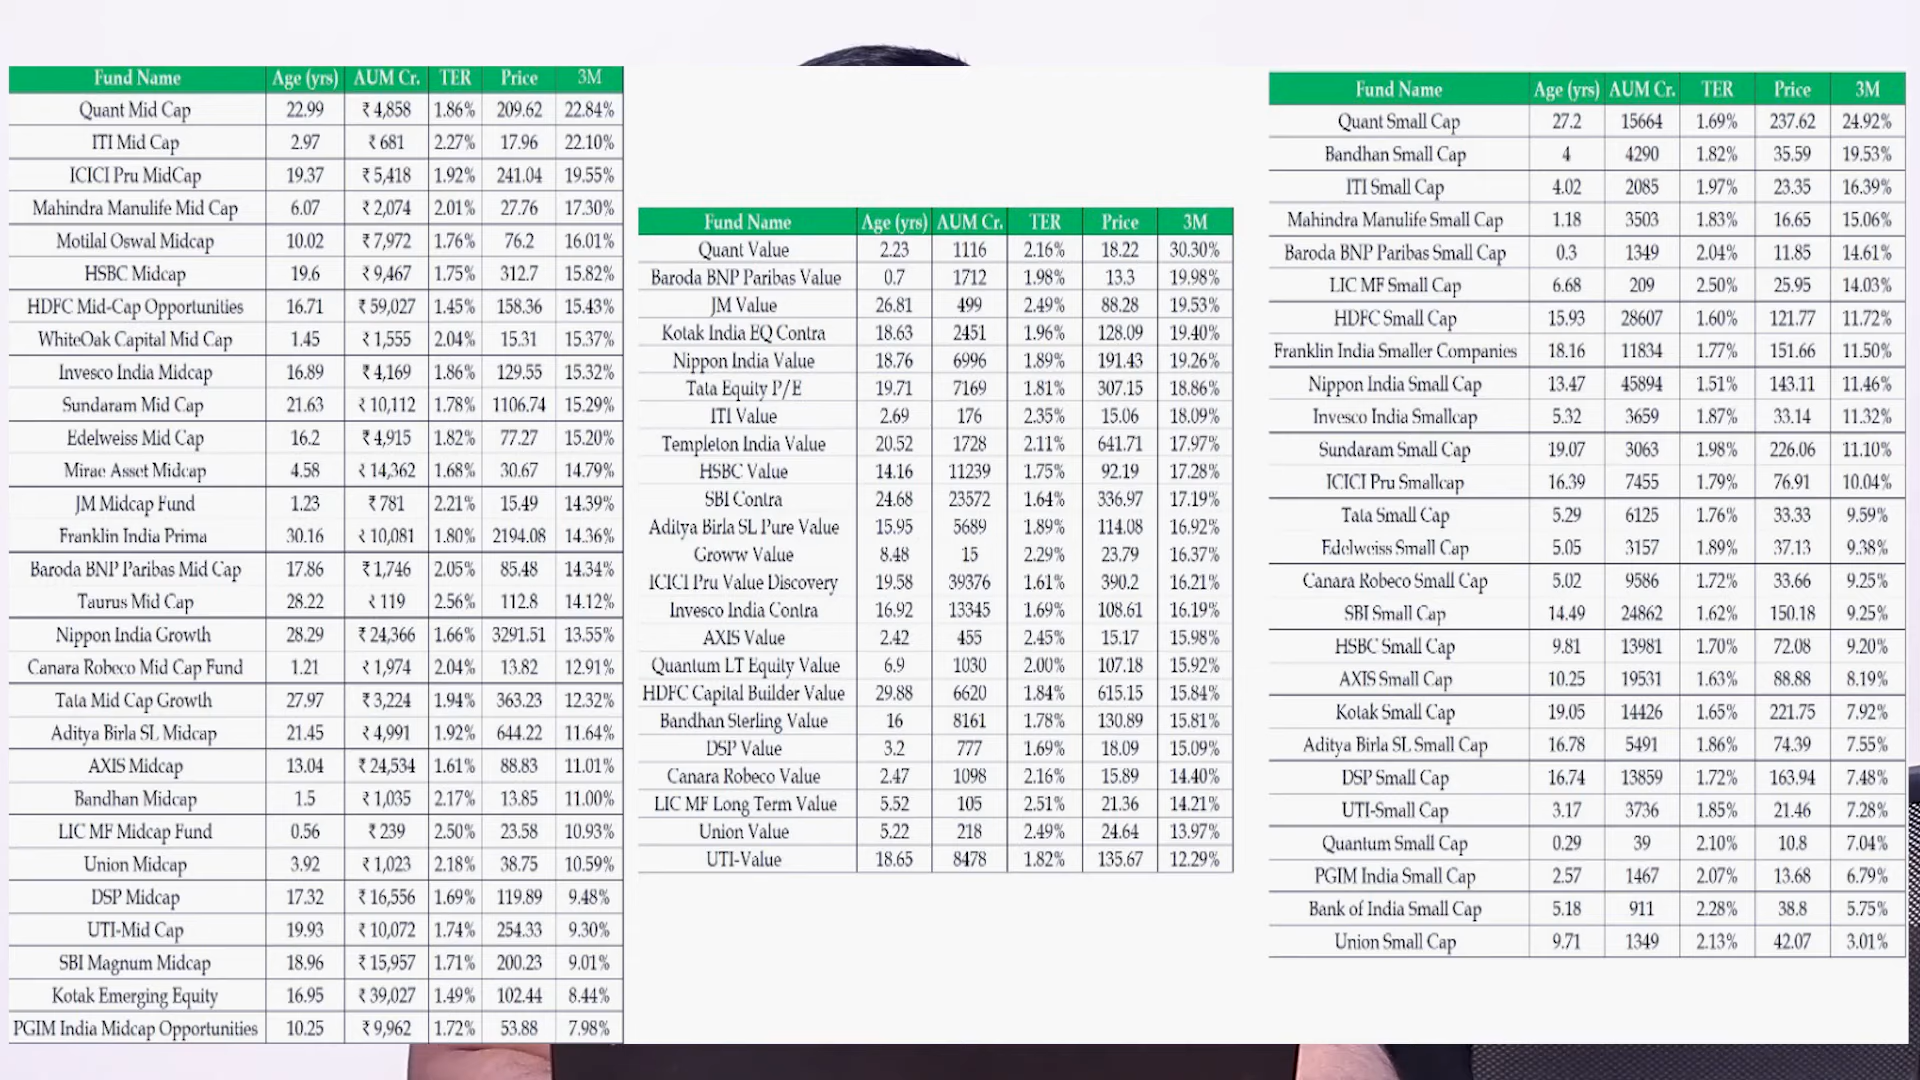 Fund Name Age (yrs) AUM Cr. TER Price 3M
Quant Mid Cap 22.99 ₹ 4,858 1.86% 209.62 22.84%
ITI Mid Cap 2.97 ₹ 681 2.27% 17.96 22.10%
ICICI Pru MidCap 19.37 ₹ 5,418 1.92% 241.04 19.55%
Mahindra Manulife Mid Cap 6.07 ₹ 2,074 2.01% 27.76 17.30%
Motilal Oswal Midcap 10.02 ₹ 7,972 1.76% 76.2 16.01%
HSBC Midcap 19.6 ₹ 9,467 1.75% 312.7 15.82%
HDFC Mid-Cap Opportunities 16.71 ₹ 59,027 1.45% 158.36 15.43%
WhiteOak Capital Mid Cap 1.45 ₹ 1,555 2.04% 15.31 15.37%
Invesco India Midcap 16.89 ₹ 4,169 1.86% 129.55 15.32%
Sundaram Mid Cap 21.63 ₹ 10,112 1.78% 1106.74 15.29%
Edelweiss Mid Cap 16.2 ₹ 4,915 1.82% 77.27 15.20%
Mirae Asset Midcap 4.58 ₹ 14,362 1.68% 30.67 14.79%
JM Midcap Fund 1.23 ₹ 781 2.21% 15.49 14.39%
Franklin India Prima 30.16 ₹ 10,081 1.80% 2194.08 14.36%
Baroda BNP Paribas Mid Cap 17.86 ₹ 1,746 2.05% 85.48 14.34%
Taurus Mid Cap 28.22 ₹ 119 2.56% 112.8 14.12%
Nippon India Growth 28.29 ₹ 24,366 1.66% 3291.51 13.55%
Canara Robeco Mid Cap Fund 1.21 ₹ 1,974 2.04% 13.82 12.91%
Tata Mid Cap Growth 27.97 ₹ 3,224 1.94% 363.23 12.32%
Aditya Birla SL Midcap 21.45 ₹ 4,991 1.92% 644.22 11.64%
AXIS Midcap 13.04 ₹ 24,534 1.61% 88.83 11.01%
Bandhan Midcap 1.5 ₹ 1,035 2.17% 13.85 11.00%
LIC MF Midcap Fund 0.56 ₹ 239 2.50% 23.58 10.93%
Union Midcap 3.92 ₹ 1,023 2.18% 38.75 10.59%
DSP Midcap 17.32 ₹ 16,556 1.69% 119.89 9.48%
UTI-Mid Cap 19.93 ₹ 10,072 1.74% 254.33 9.30%
SBI Magnum Midcap 18.96 ₹ 15,957 1.71% 200.23 9.01%
Kotak Emerging Equity 16.95 ₹ 39,027 1.49% 102.44 8.44%
PGIM India Midcap Opportunities 10.25 ₹ 9,962 1.72% 53.88 7.98%
Fund Name Age (yrs) AUM Cr. TER Price 3M
Quant Value 2.23 1116 2.16% 18.22 30.30%
Baroda BNP Paribas Value 0.7 1712 1.98% 13.3 19.98%
JM Value 26.81 499 2.49% 88.28 19.53%
Kotak India EQ Contra 18.63 2451 1.96% 128.09 19.40%
Nippon India Value 18.76 6996 1.89% 191.43 19.26%
Tata Equity P/E 19.71 7169 1.81% 307.15 18.86%
ITI Value 2.69 176 2.35% 15.06 18.09%
Templeton India Value 20.52 1728 2.11% 641.71 17.97%
HSBC Value 14.16 11239 1.75% 92.19 17.28%
SBI Contra 24.68 23572 1.64% 336.97 17.19%
Aditya Birla SL Pure Value 15.95 5689 1.89% 114.08 16.92%
Groww Value 8.48 15 2.29% 23.79 16.37%
ICICI Pru Value Discovery 19.58 39376 1.61% 390.2 16.21%
Invesco India Contra 16.92 13345 1.69% 108.61 16.19%
AXIS Value 2.42 455 2.45% 15.17 15.98%
Quantum LT Equity Value 6.9 1030 2.00% 107.18 15.92%
HDFC Capital Builder Value 29.88 6620 1.84% 615.15 15.84%
Bandhan Sterling Value 16 8161 1.78% 130.89 15.81%
DSP Value 3.2 777 1.69% 18.09 15.09%
Canara Robeco Value 2.47 1098 2.16% 15.89 14.40%
LIC MF Long Term Value 5.52 105 2.51% 21.36 14.21%
Union Value 5.22 218 2.49% 24.64 13.97%
UTI-Value 18.65 8478 1.82% 135.67 12.29%
Fund Name Age (yrs) AUM Cr. TER Price 3M
Quant Small Cap 27.2 15664 1.69% 237.62 24.92%
Bandhan Small Cap 4 4290 1.82% 35.59 19.53%
ITI Small Cap 4.02 2085 1.97% 23.35 16.39%
Mahindra Manulife Small Cap 1.18 3503 1.83% 16.65 15.06%
Baroda BNP Paribas Small Cap 0.3 1349 2.04% 11.85 14.61%
LIC MF Small Cap 6.68 209 2.50% 25.95 14.03%
HDFC Small Cap 15.93 28607 1.60% 121.77 11.72%
Franklin India Smaller Companies 18.16 11834 1.77% 151.66 11.50%
Nippon India Small Cap 13.47 45894 1.51% 143.11 11.46%
Invesco India Smallcap 5.32 3659 1.87% 33.14 11.32%
Sundaram Small Cap 19.07 3063 1.98% 226.06 11.10%
ICICI Pru Smallcap 16.39 7455 1.79% 76.91 10.04%
Tata Small Cap 5.29 6125 1.76% 33.33 9.59%
Edelweiss Small Cap 5.05 3157 1.89% 37.13 9.38%
Canara Robeco Small Cap 5.02 9586 1.72% 33.66 9.25%
SBI Small Cap 14.49 24862 1.62% 150.18 9.25%
HSBC Small Cap 9.81 13981 1.70% 72.08 9.20%
AXIS Small Cap 10.25 19531 1.63% 88.88 8.19%
Kotak Small Cap 19.05 14426 1.65% 221.75 7.92%
Aditya Birla SL Small Cap 16.78 5491 1.86% 74.39 7.55%
DSP Small Cap 16.74 13859 1.72% 163.94 7.48%
UTI-Small Cap 3.17 3736 1.85% 21.46 7.28%
Quantum Small Cap 0.29 39 2.10% 10.8 7.04%
PGIM India Small Cap 2.57 1467 2.07% 13.68 6.79%
Bank of India Small Cap 5.18 911 2.28% 38.8 5.75%
Union Small Cap 9.71 1349 2.13% 42.07 3.01%